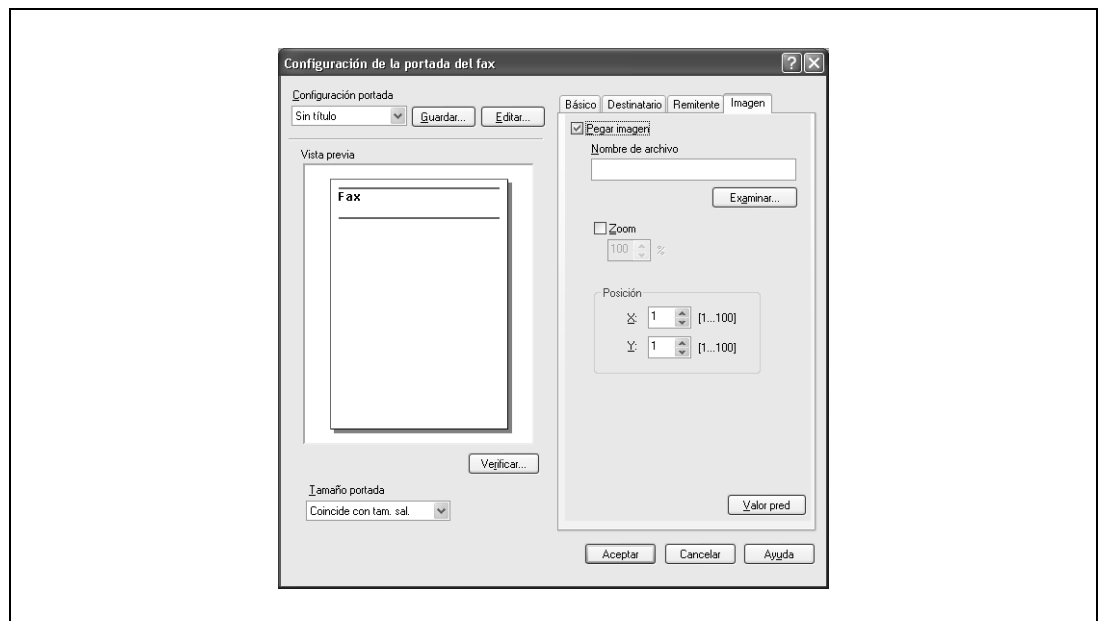 Configuración de la portada del fax
Configuración portada
Sin título
Guardar...
Editar...
Vista previa
Fax
Verificar...
Tamaño portada
Coincide con tam. sal.
Básico
Destinatario
Remitente
Imagen
Pegar imagen
Nombre de archivo
Examinar...
Zoom
100 %
Posición
X: 1 [1...100]
Y: 1 [1...100]
Valor pred
Aceptar
Cancelar
Ayuda